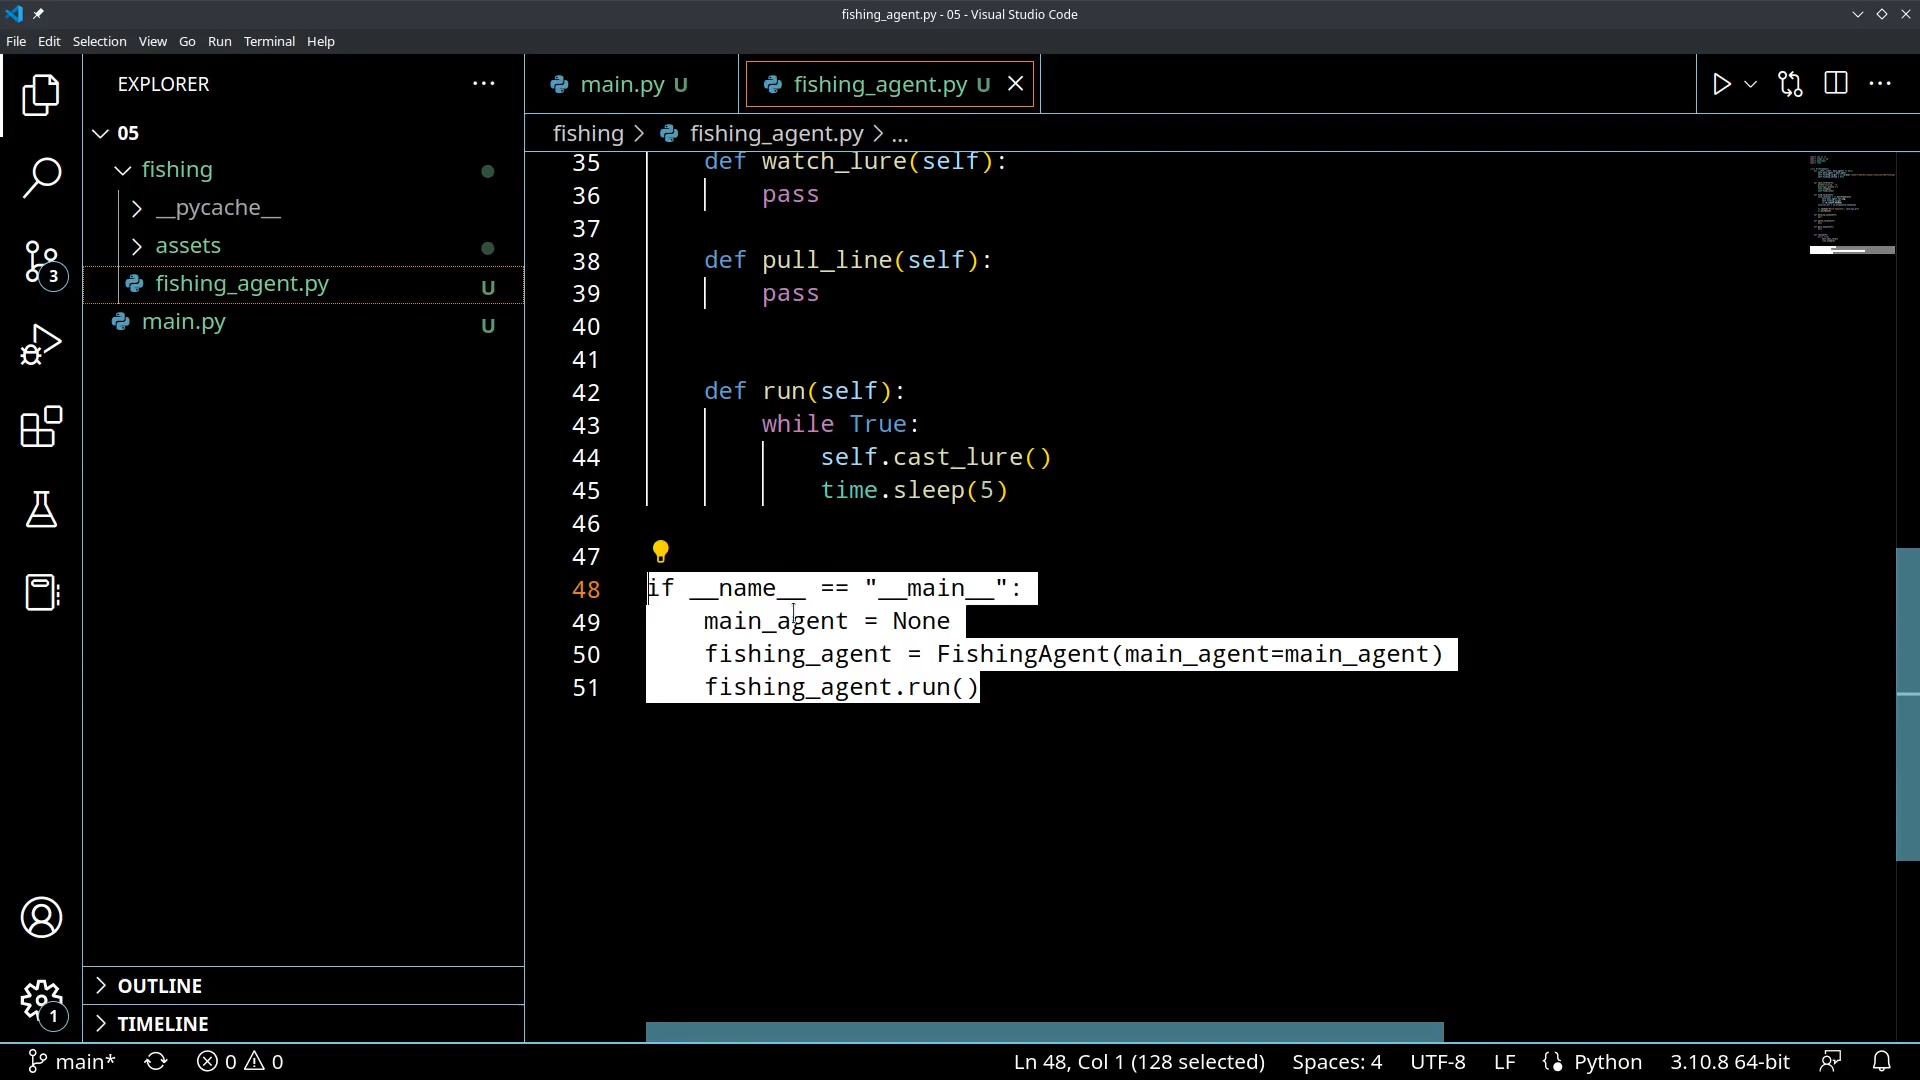 fishing_agent.py - 05 - Visual Studio Code
File Edit Selection View Go Run Terminal Help
EXPLORER
05
fishing
__pycache__
assets
fishing_agent.py U
main.py U
3
1
OUTLINE
TIMELINE
main.py U
fishing_agent.py U
fishing > fishing_agent.py > ...
35 def watch_lure(self):
36 pass
37
38 def pull_line(self):
39 pass
40
41
42 def run(self):
43 while True:
44 self.cast_lure()
45 time.sleep(5)
46
47
48 if __name__ == "__main__":
49 main_agent = None
50 fishing_agent = FishingAgent(main_agent=main_agent)
51 fishing_agent.run()
main* 0 0 Ln 48, Col 1 (128 selected) Spaces: 4 UTF-8 LF Python 3.10.8 64-bit